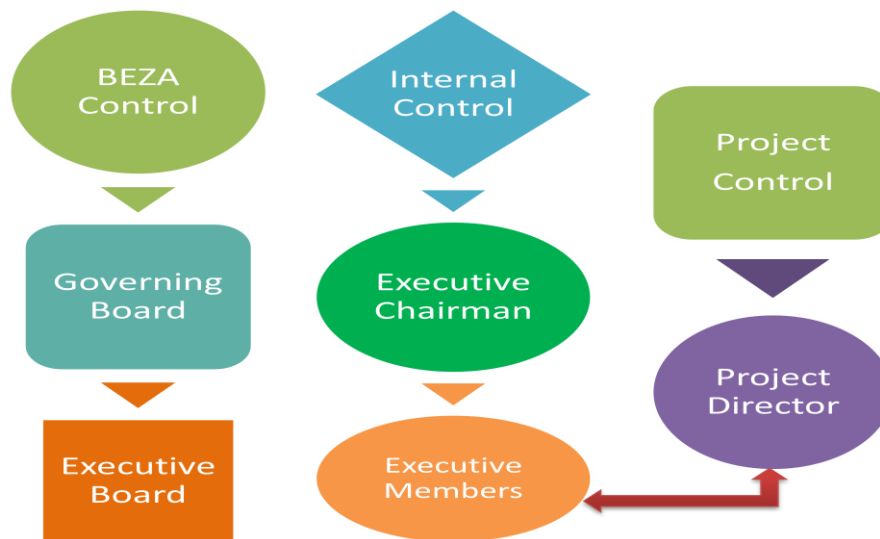 BEZA
Control
Governing
Board
Executive
Board
Internal
Control
Executive
Chairman
Executive
Members
Project
Control
Project
Director